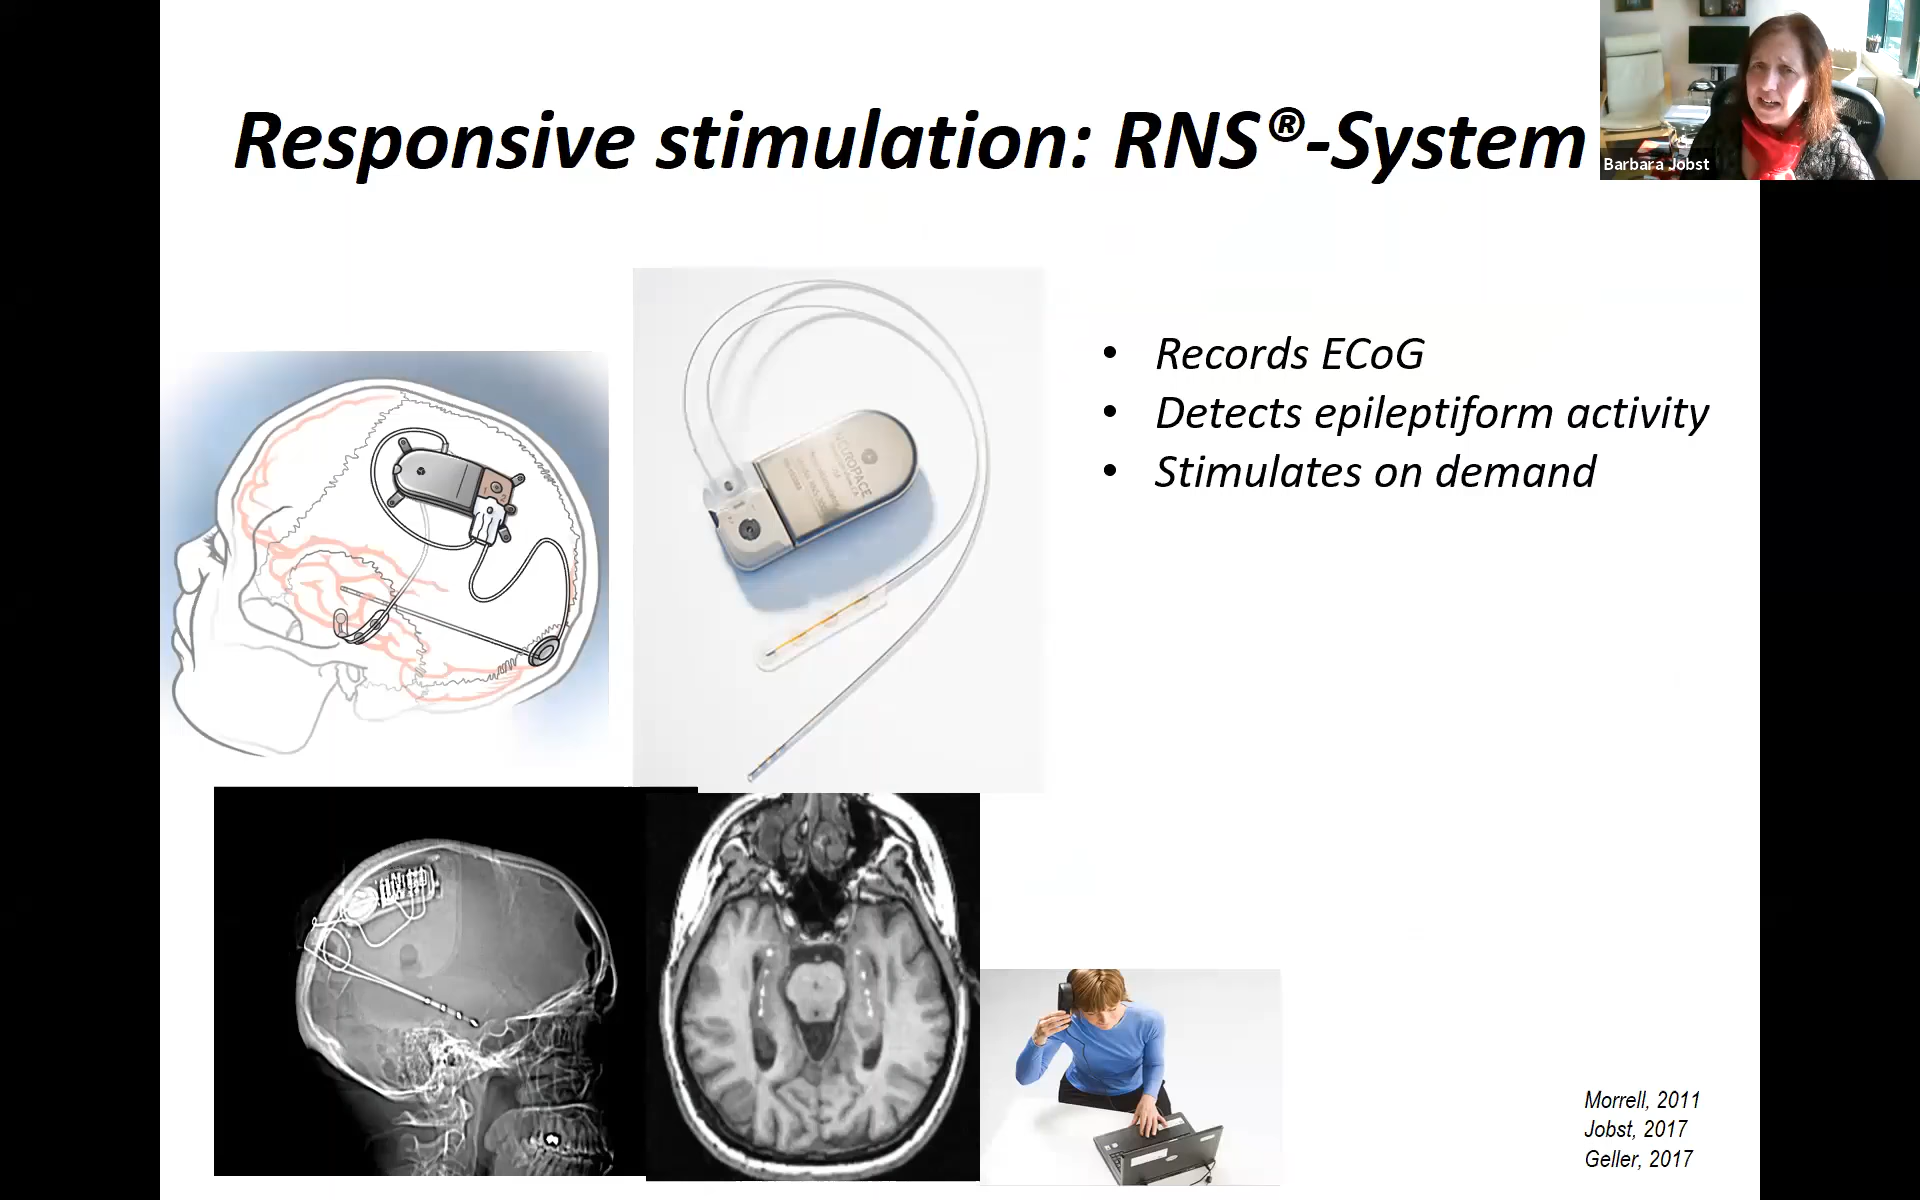 Responsive stimulation: RNS®-System
Barbara Jobst
• Records ECoG
• Detects epileptiform activity
• Stimulates on demand
NEUROPACE
Morrell, 2011
Jobst, 2017
Geller, 2017